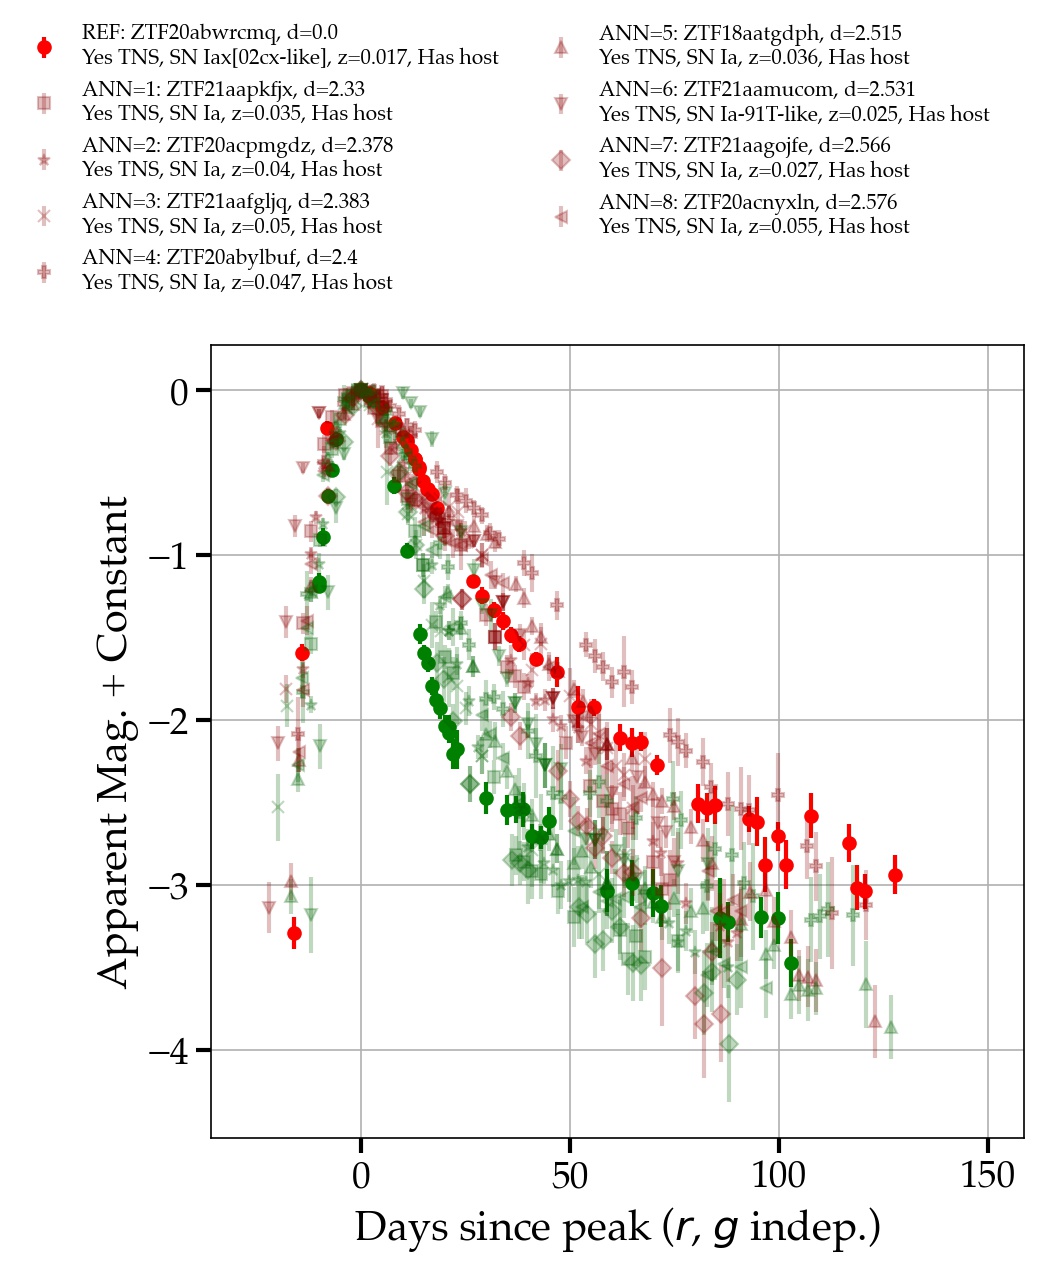 REF: ZTF20abwrcmq, d=0.0
Yes TNS, SN Iax[02cx-like], z=0.017, Has host
ANN=1: ZTF21aapkfjx, d=2.33
Yes TNS, SN Ia, z=0.035, Has host
ANN=2: ZTF20acpmgdz, d=2.378
Yes TNS, SN Ia, z=0.04, Has host
ANN=3: ZTF21aafgljq, d=2.383
Yes TNS, SN Ia, z=0.05, Has host
ANN=4: ZTF20abylbuf, d=2.4
Yes TNS, SN Ia, z=0.047, Has host
ANN=5: ZTF18aatgdph, d=2.515
Yes TNS, SN Ia, z=0.036, Has host
ANN=6: ZTF21aamucom, d=2.531
Yes TNS, SN Ia-91T-like, z=0.025, Has host
ANN=7: ZTF21aagojfe, d=2.566
Yes TNS, SN Ia, z=0.027, Has host
ANN=8: ZTF20acnyxln, d=2.576
Yes TNS, SN Ia, z=0.055, Has host
Apparent Mag. + Constant
0
−1
−2
−3
−4
0 50 100 150
Days since peak (r, g indep.)